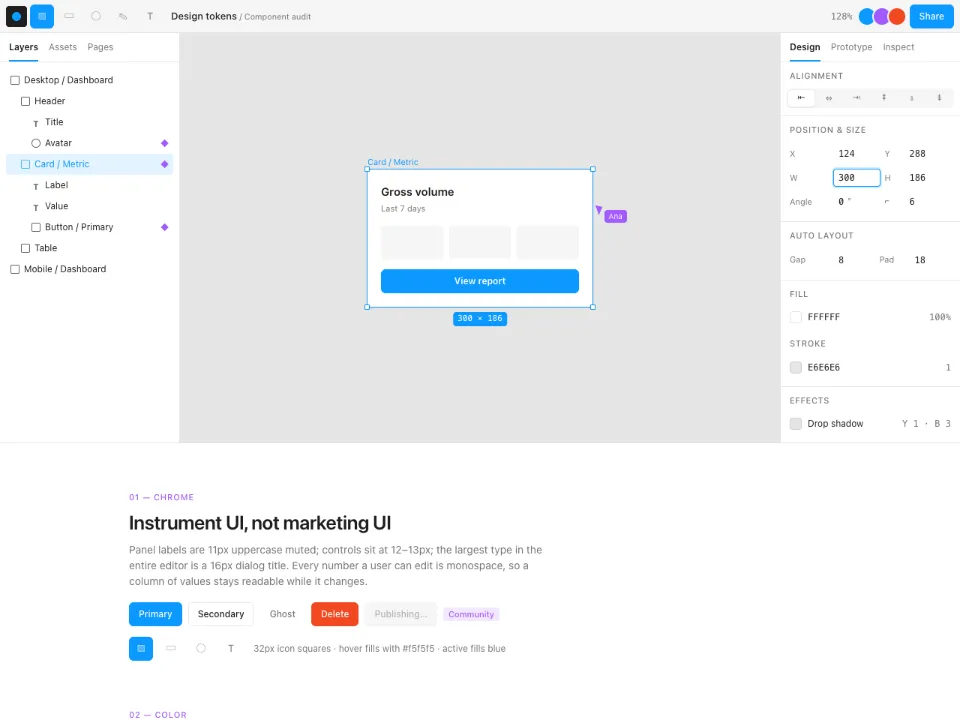 T
Design tokens / Component audit
128%
Share
Layers Assets Pages
Desktop / Dashboard
Header
T Title
Avatar
Card / Metric
T Label
T Value
Button / Primary
Table
Mobile / Dashboard
Card / Metric
Gross volume
Last 7 days
View report
300 × 186
Ana
Design Prototype Inspect
ALIGNMENT
POSITION & SIZE
X 124 Y 288
W 300 H 186
Angle 0° 6
AUTO LAYOUT
Gap 8 Pad 18
FILL
FFFFFF 100%
STROKE
E6E6E6 1
EFFECTS
Drop shadow Y 1 · B 3
01 — CHROME
Instrument UI, not marketing UI
Panel labels are 11px uppercase muted; controls sit at 12–13px; the largest type in the
entire editor is a 16px dialog title. Every number a user can edit is monospace, so a
column of values stays readable while it changes.
Primary Secondary Ghost Delete Publishing… Community
T 32px icon squares · hover fills with #f5f5f5 · active fills blue
02 — COLOR